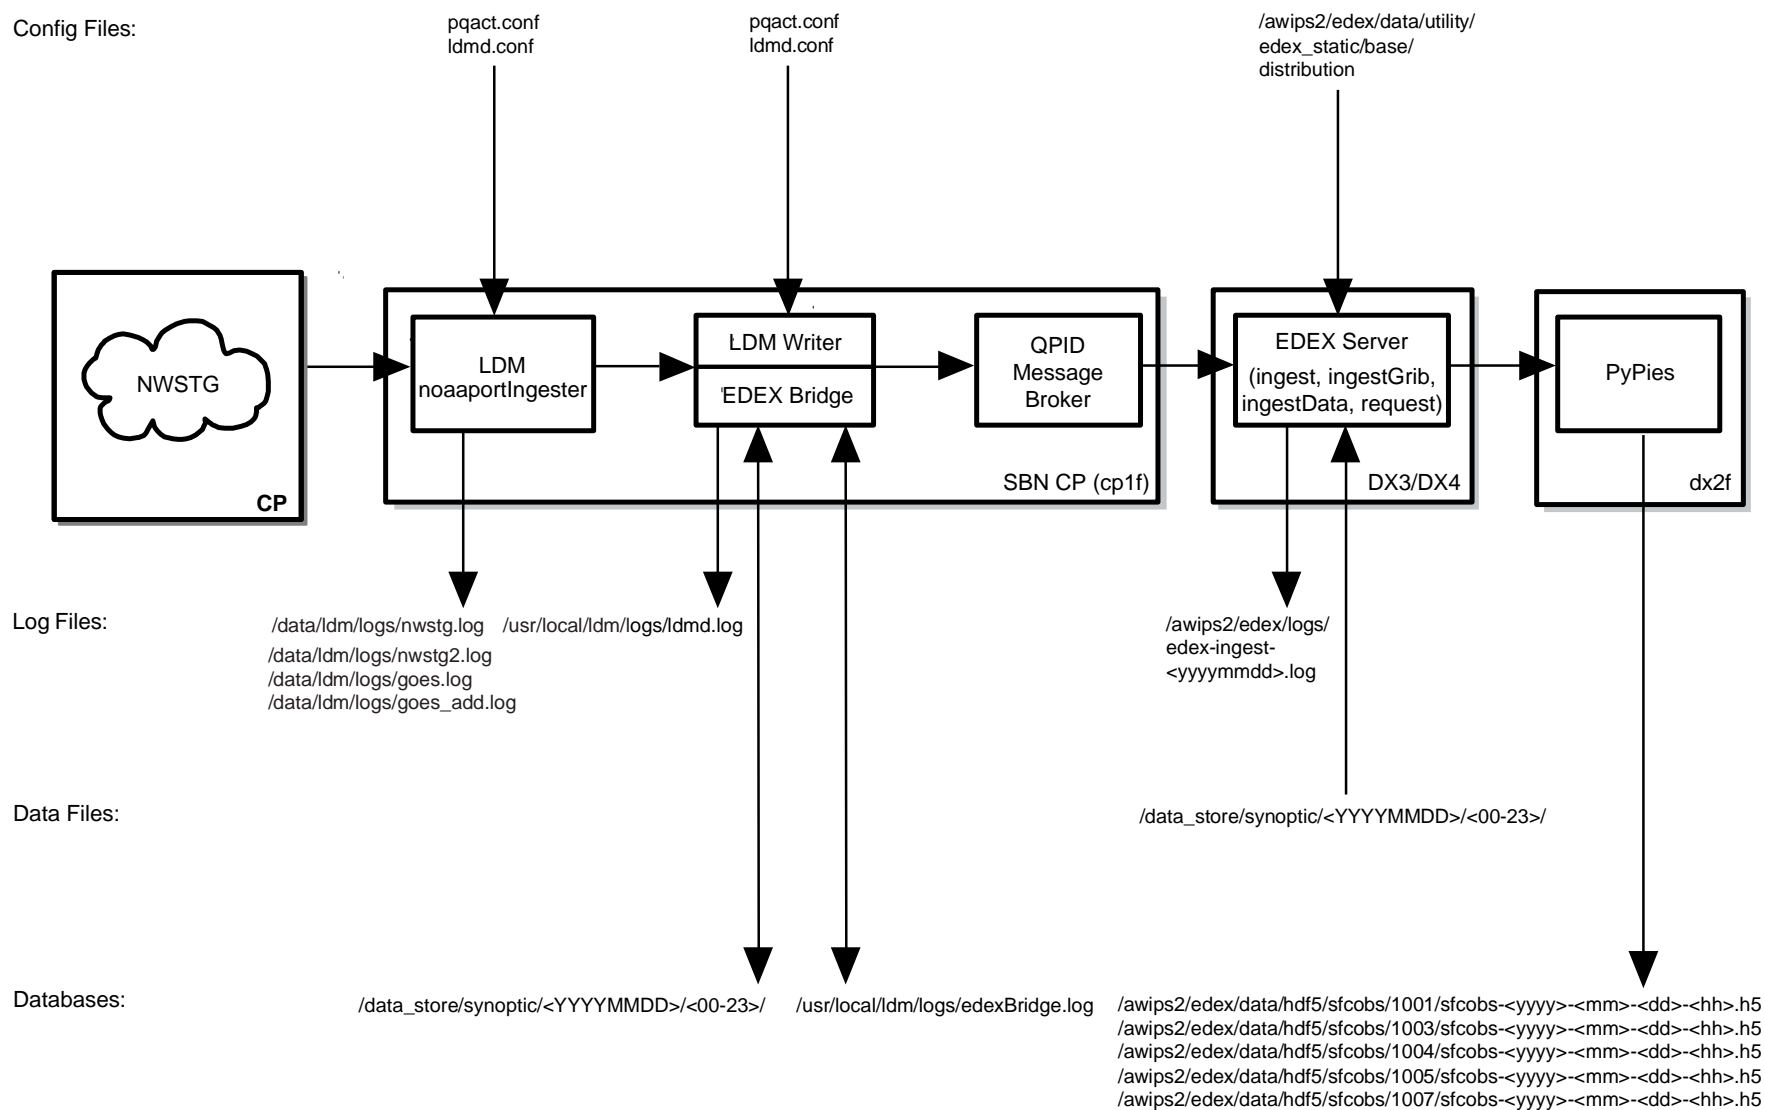 Config Files:
pqact.conf
ldmd.conf
pqact.conf
ldmd.conf
/awips2/edex/data/utility/
edex_static/base/
distribution
NWSTG
CP
LDM
noaaportIngester
LDM Writer
EDEX Bridge
QPID
Message
Broker
SBN CP (cp1f)
EDEX Server
(ingest, ingestGrib,
ingestData, request)
DX3/DX4
PyPies
dx2f
Log Files:
/data/ldm/logs/nwstg.log
/data/ldm/logs/nwstg2.log
/data/ldm/logs/goes.log
/data/ldm/logs/goes_add.log
/usr/local/ldm/logs/ldmd.log
/awips2/edex/logs/
edex-ingest-
<yyyymmdd>.log
Data Files:
/data_store/synoptic/<YYYYMMDD>/<00-23>/
Databases:
/data_store/synoptic/<YYYYMMDD>/<00-23>/
/usr/local/ldm/logs/edexBridge.log
/awips2/edex/data/hdf5/sfcobs/1001/sfcobs-<yyyy>-<mm>-<dd>-<hh>.h5
/awips2/edex/data/hdf5/sfcobs/1003/sfcobs-<yyyy>-<mm>-<dd>-<hh>.h5
/awips2/edex/data/hdf5/sfcobs/1004/sfcobs-<yyyy>-<mm>-<dd>-<hh>.h5
/awips2/edex/data/hdf5/sfcobs/1005/sfcobs-<yyyy>-<mm>-<dd>-<hh>.h5
/awips2/edex/data/hdf5/sfcobs/1007/sfcobs-<yyyy>-<mm>-<dd>-<hh>.h5